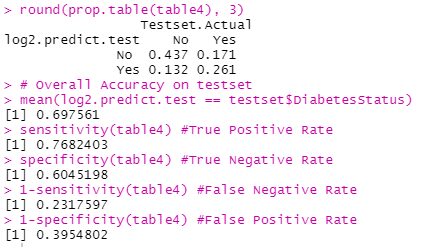 > round(prop.table(table4), 3)
Testset.Actual
log2.predict.test No Yes
No 0.437 0.171
Yes 0.132 0.261
> # Overall Accuracy on testset
> mean(log2.predict.test == testset$DiabetesStatus)
[1] 0.697561
> sensitivity(table4) #True Positive Rate
[1] 0.7682403
> specificity(table4) #True Negative Rate
[1] 0.6045198
> 1-sensitivity(table4) #False Negative Rate
[1] 0.2317597
> 1-specificity(table4) #False Positive Rate
[1] 0.3954802